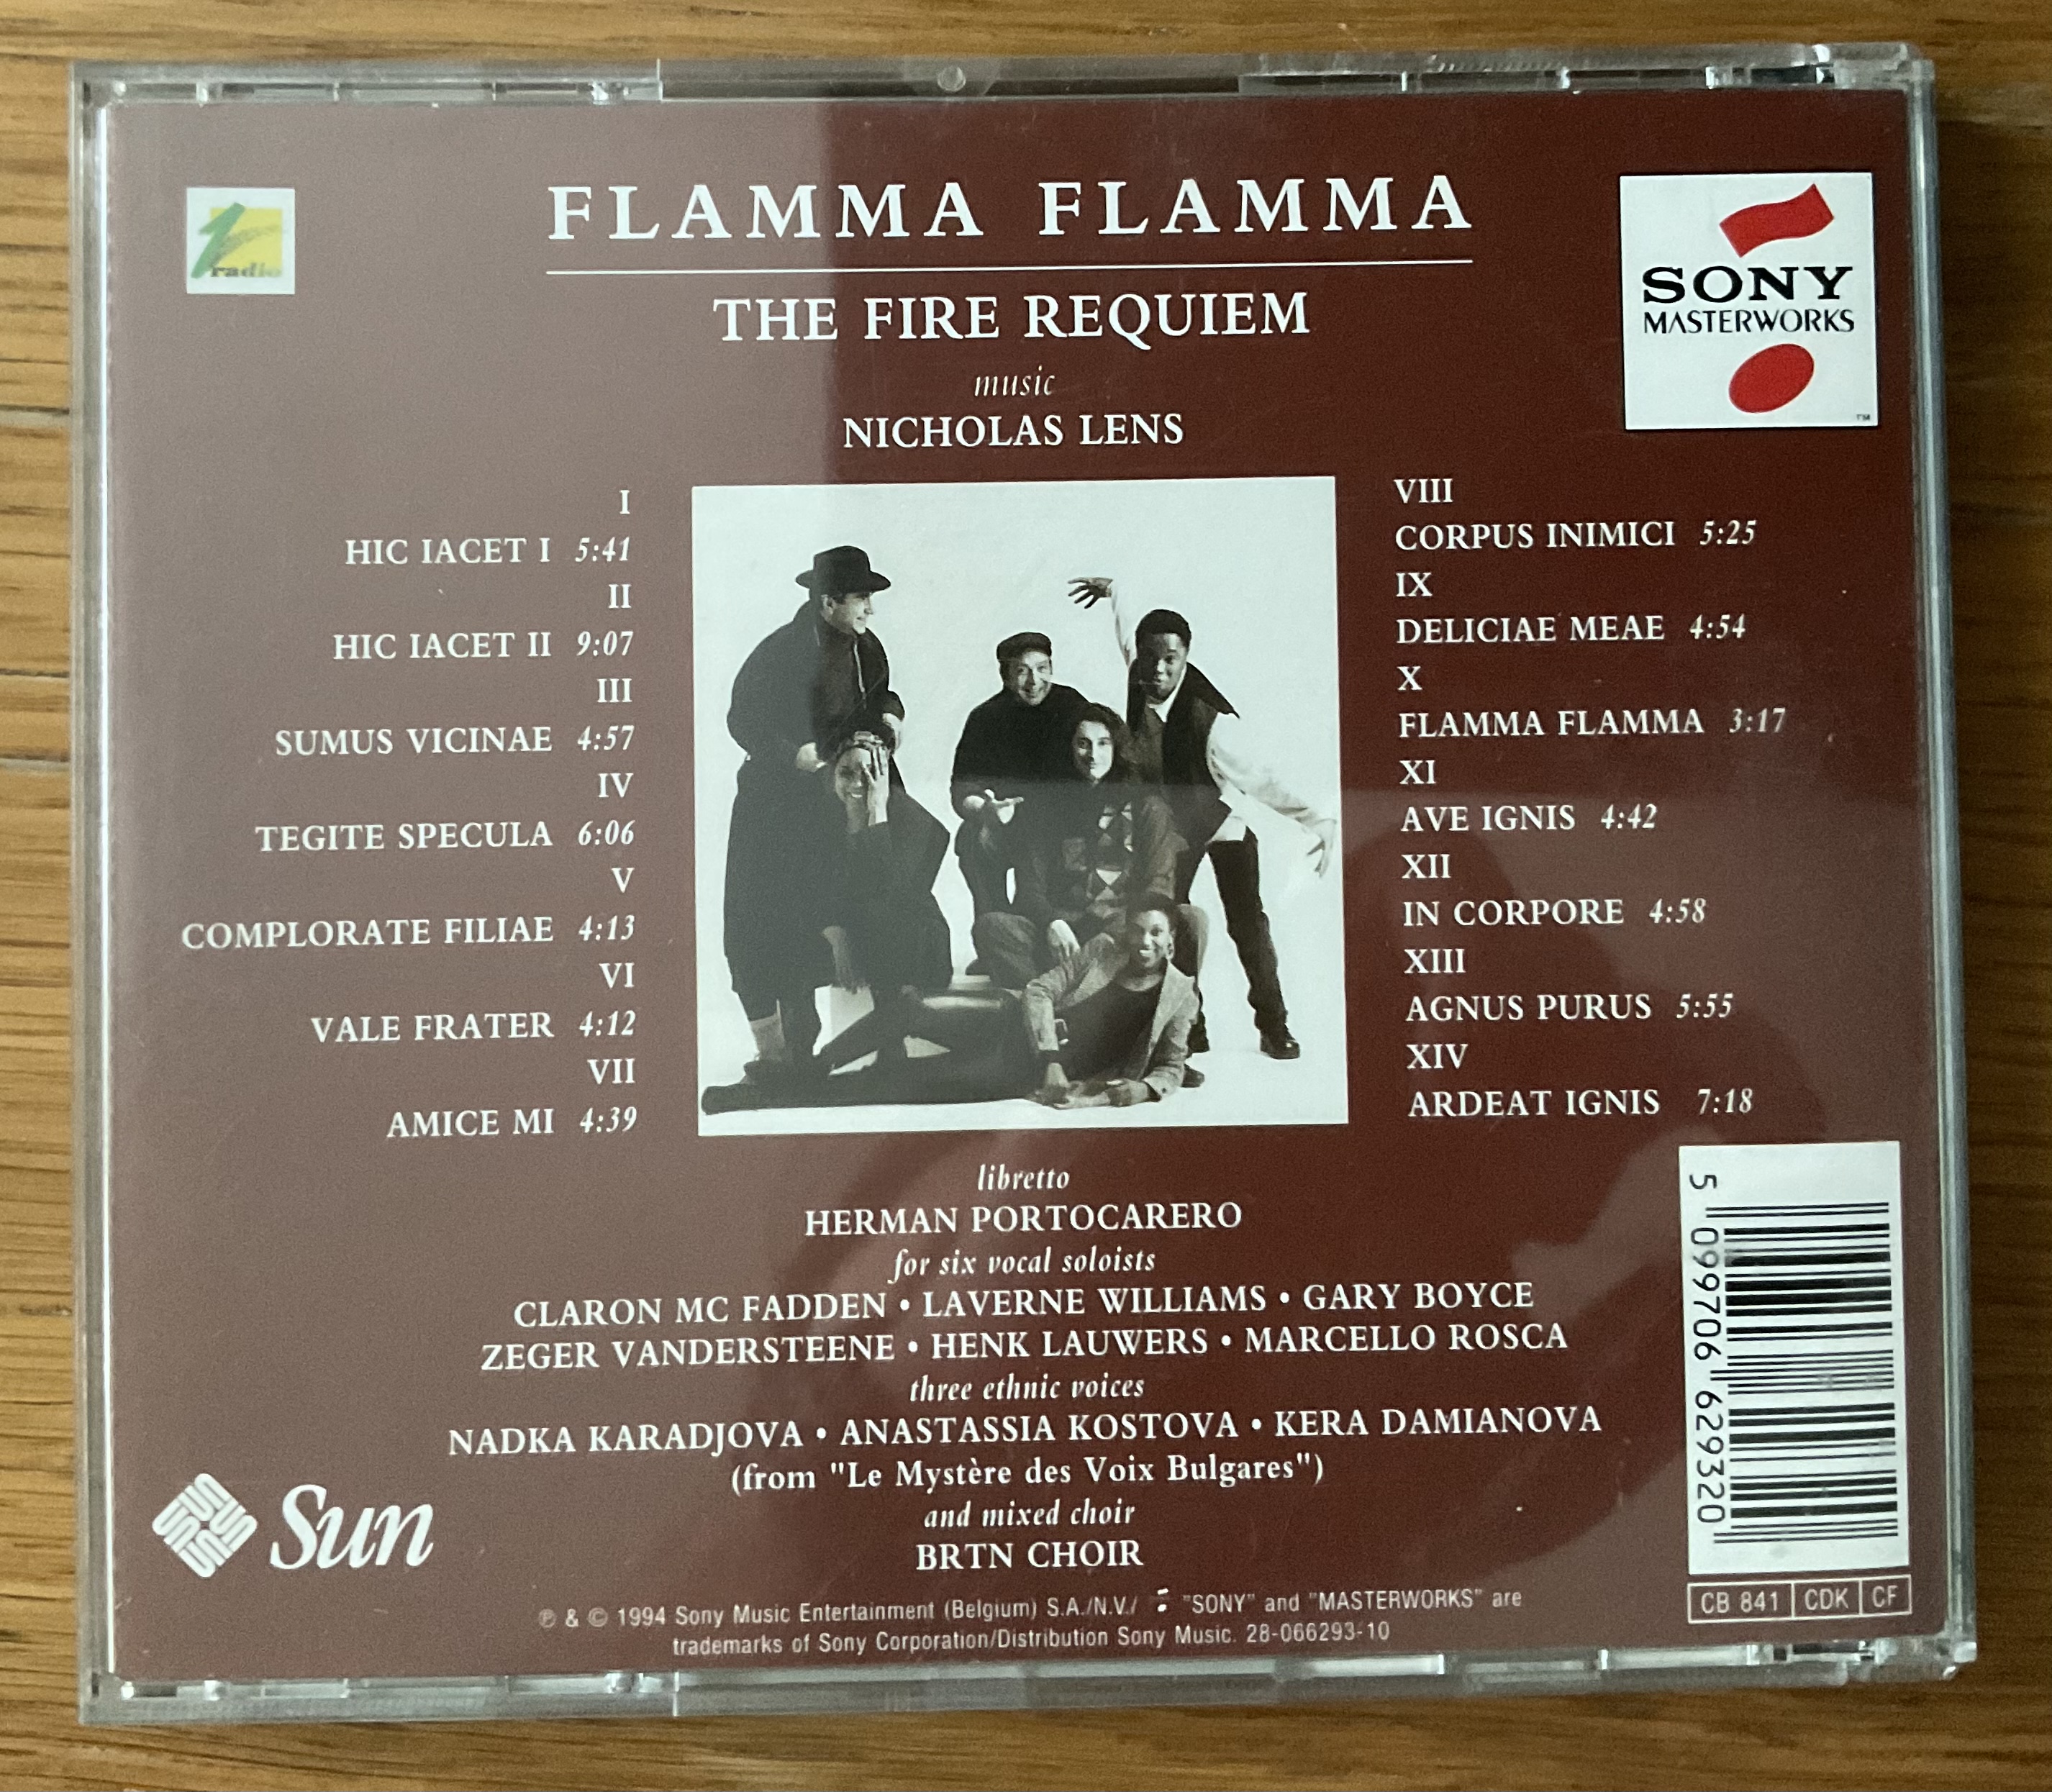 radio
FLAMMA FLAMMA
THE FIRE REQUIEM
music
NICHOLAS LENS
SONY
MASTERWORKS
TM
I
HIC IACET I 5:41
II
HIC IACET II 9:07
III
SUMUS VICINAE 4:57
IV
TEGITE SPECULA 6:06
V
COMPLORATE FILIAE 4:13
VI
VALE FRATER 4:12
VII
AMICE MI 4:39
VIII
CORPUS INIMICI 5:25
IX
DELICIAE MEAE 4:54
X
FLAMMA FLAMMA 3:17
XI
AVE IGNIS 4:42
XII
IN CORPORE 4:58
XIII
AGNUS PURUS 5:55
XIV
ARDEAT IGNIS 7:18
libretto
HERMAN PORTOCARERO
for six vocal soloists
CLARON MC FADDEN • LAVERNE WILLIAMS • GARY BOYCE
ZEGER VANDERSTEENE • HENK LAUWERS • MARCELLO ROSCA
three ethnic voices
NADKA KARADJOVA • ANASTASSIA KOSTOVA • KERA DAMIANOVA
(from "Le Mystère des Voix Bulgares")
and mixed choir
BRTN CHOIR
Sun
℗ & © 1994 Sony Music Entertainment (Belgium) S.A./N.V./ "SONY" and "MASTERWORKS" are
trademarks of Sony Corporation/Distribution Sony Music. 28-066293-10
5 099706 629320
CB 841 CDK CF